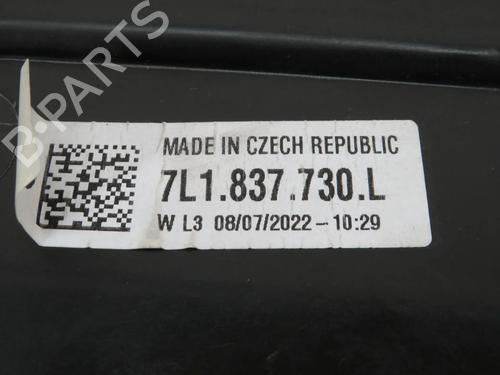 B-PARTS
MADE IN CZECH REPUBLIC
7L1.837.730.L
W L3 08/07/2022-10:29